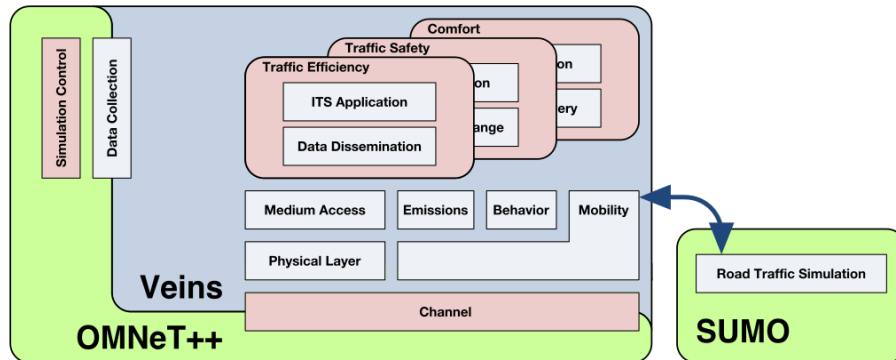 Comfort
Traffic Safety
Traffic Efficiency
Simulation Control
Data Collection
ITS Application
on
on
Data Dissemination
ange
ery
Medium Access
Emissions
Behavior
Mobility
Physical Layer
Road Traffic Simulation
Veins
Channel
OMNeT++
SUMO